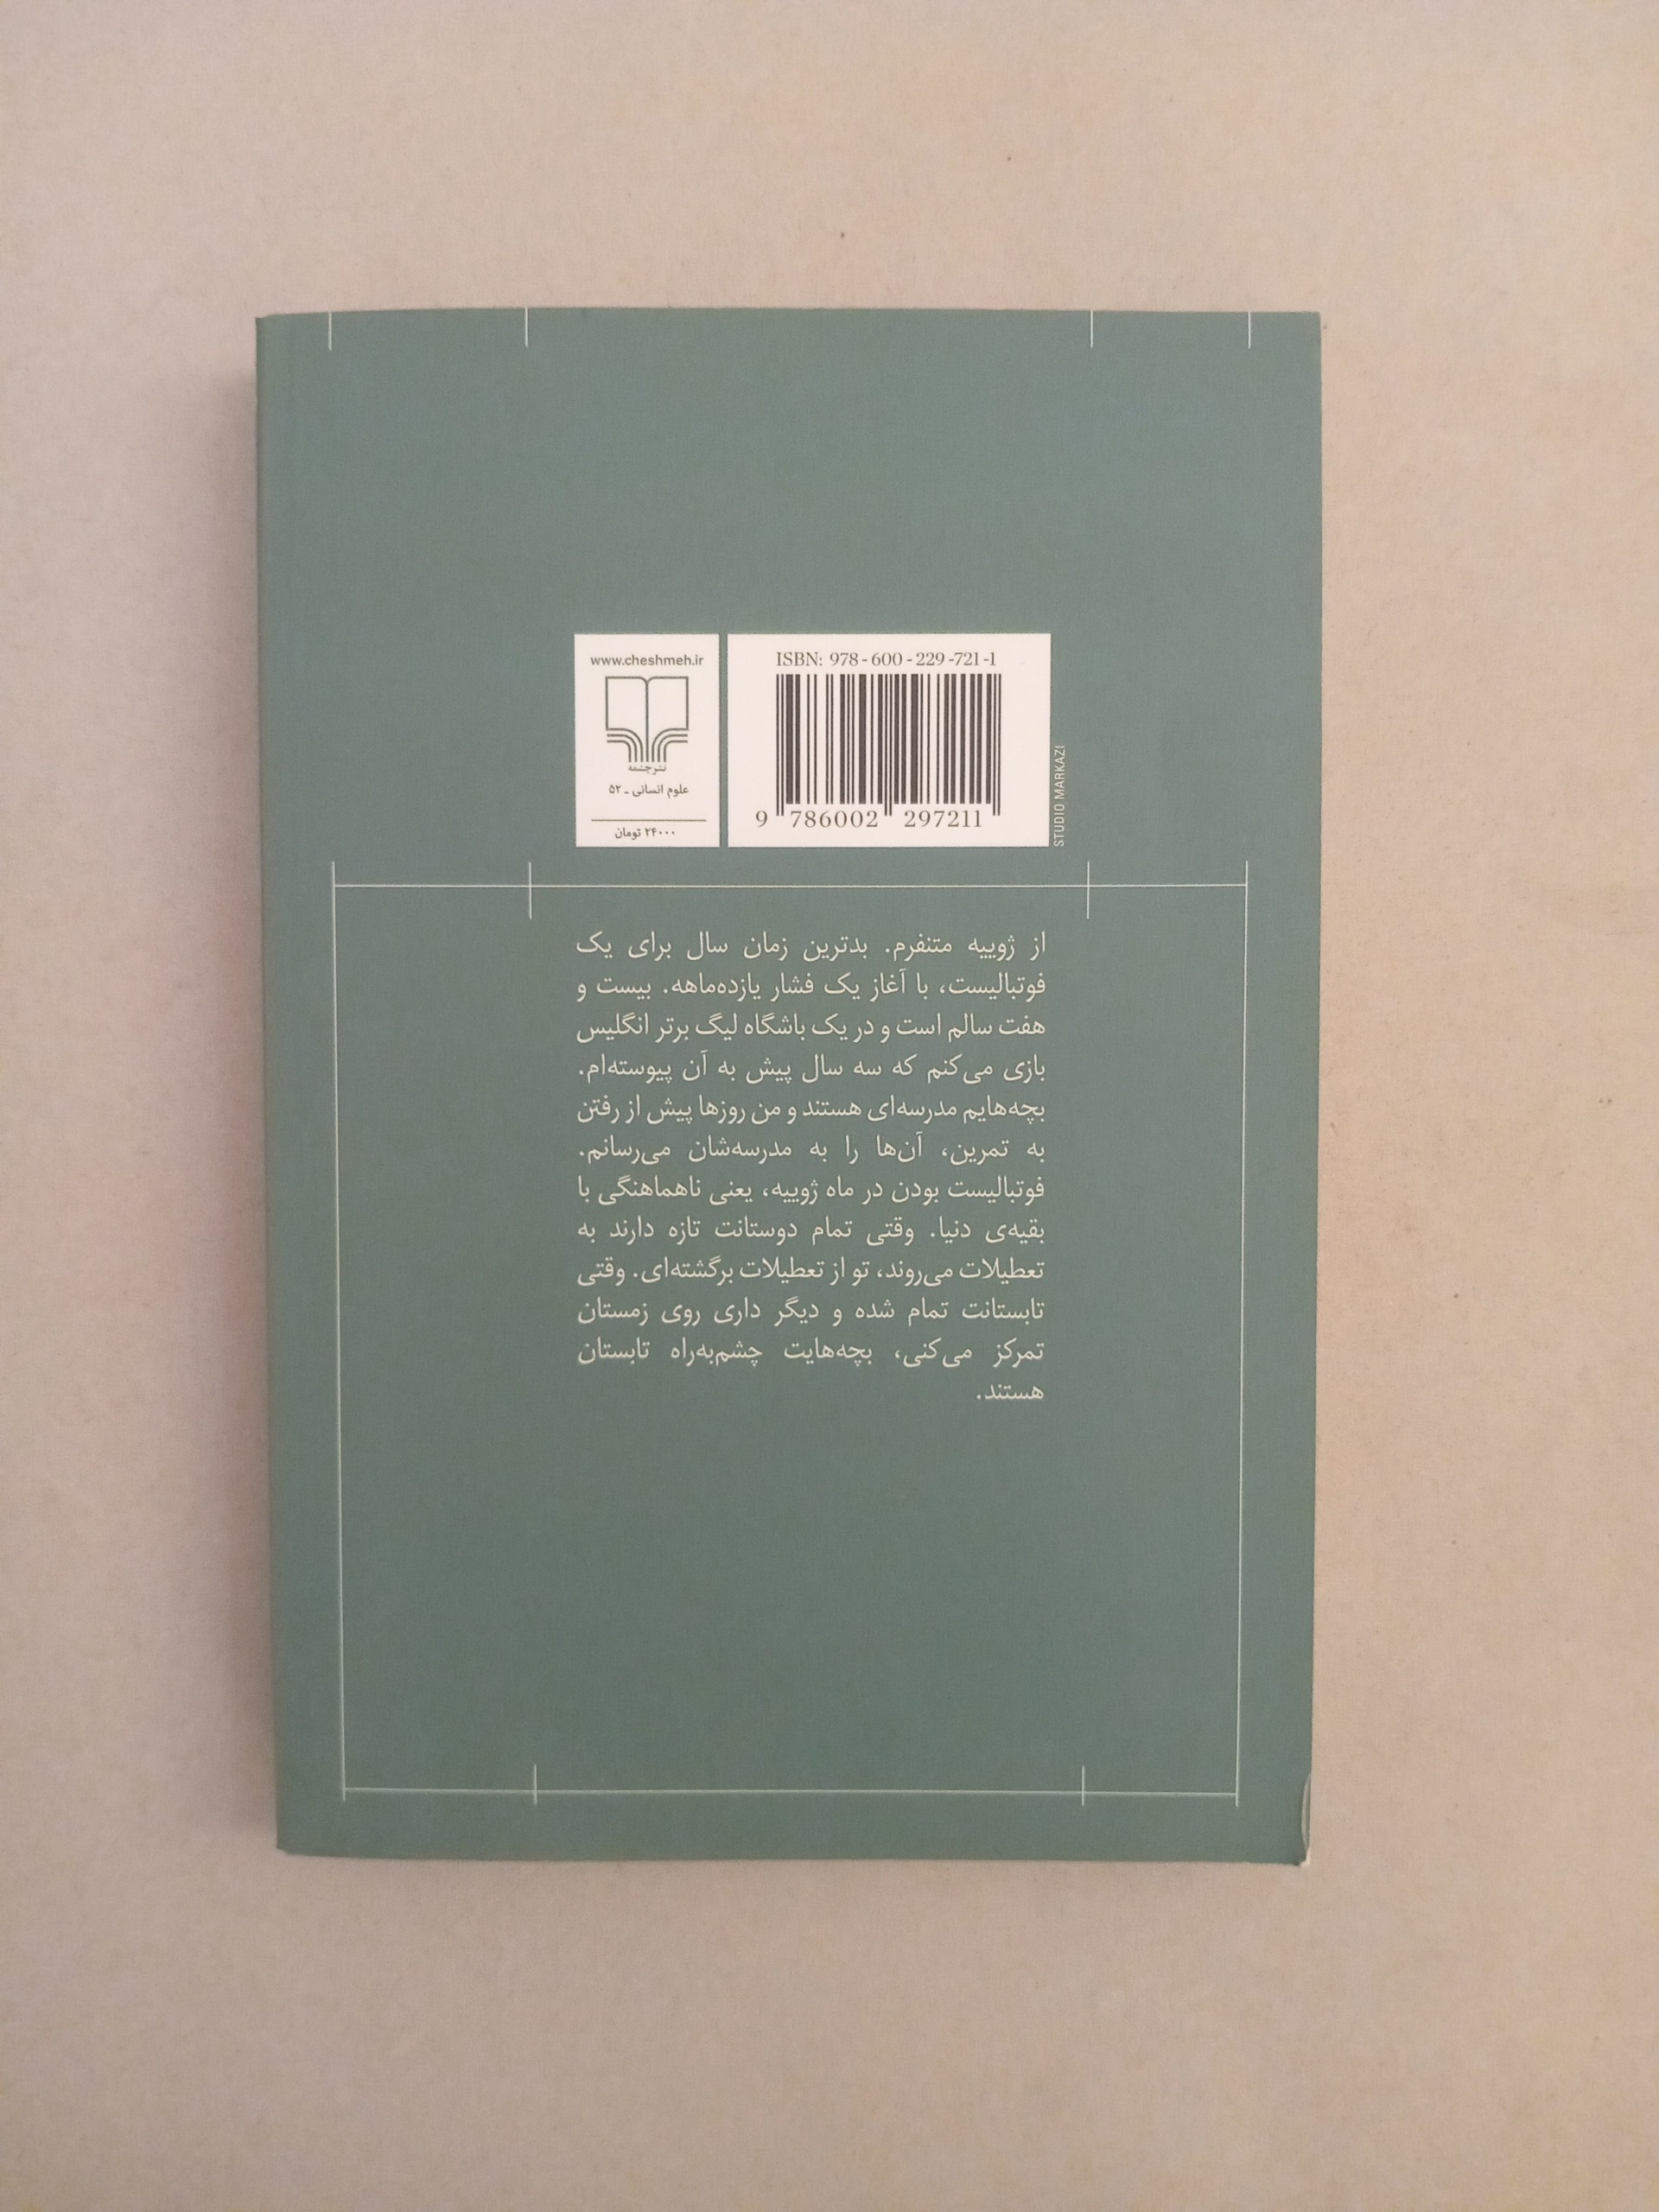 www.cheshmeh.ir
نشرچشمه
علوم انسانی ـ ۵۲
۲۴۰۰۰ تومان
ISBN: 978-600-229-721-1
9 786002 297211
STUDIO MARKAZI
از ژوییه متنفرم. بدترین زمان سال برای یک
فوتبالیست، با آغاز یک فشار یازده‌ماهه. بیست و
هفت سالم است و در یک باشگاه لیگ برتر انگلیس
بازی می‌کنم که سه سال پیش به آن پیوسته‌ام.
بچه‌هایم مدرسه‌ای هستند و من روزها پیش از رفتن
به تمرین، آن‌ها را به مدرسه‌شان می‌رسانم.
فوتبالیست بودن در ماه ژوییه، یعنی ناهماهنگی با
بقیه‌ی دنیا. وقتی تمام دوستانت تازه دارند به
تعطیلات می‌روند، تو از تعطیلات برگشته‌ای. وقتی
تابستانت تمام شده و دیگر داری روی زمستان
تمرکز می‌کنی، بچه‌هایت چشم‌به‌راه تابستان
هستند.